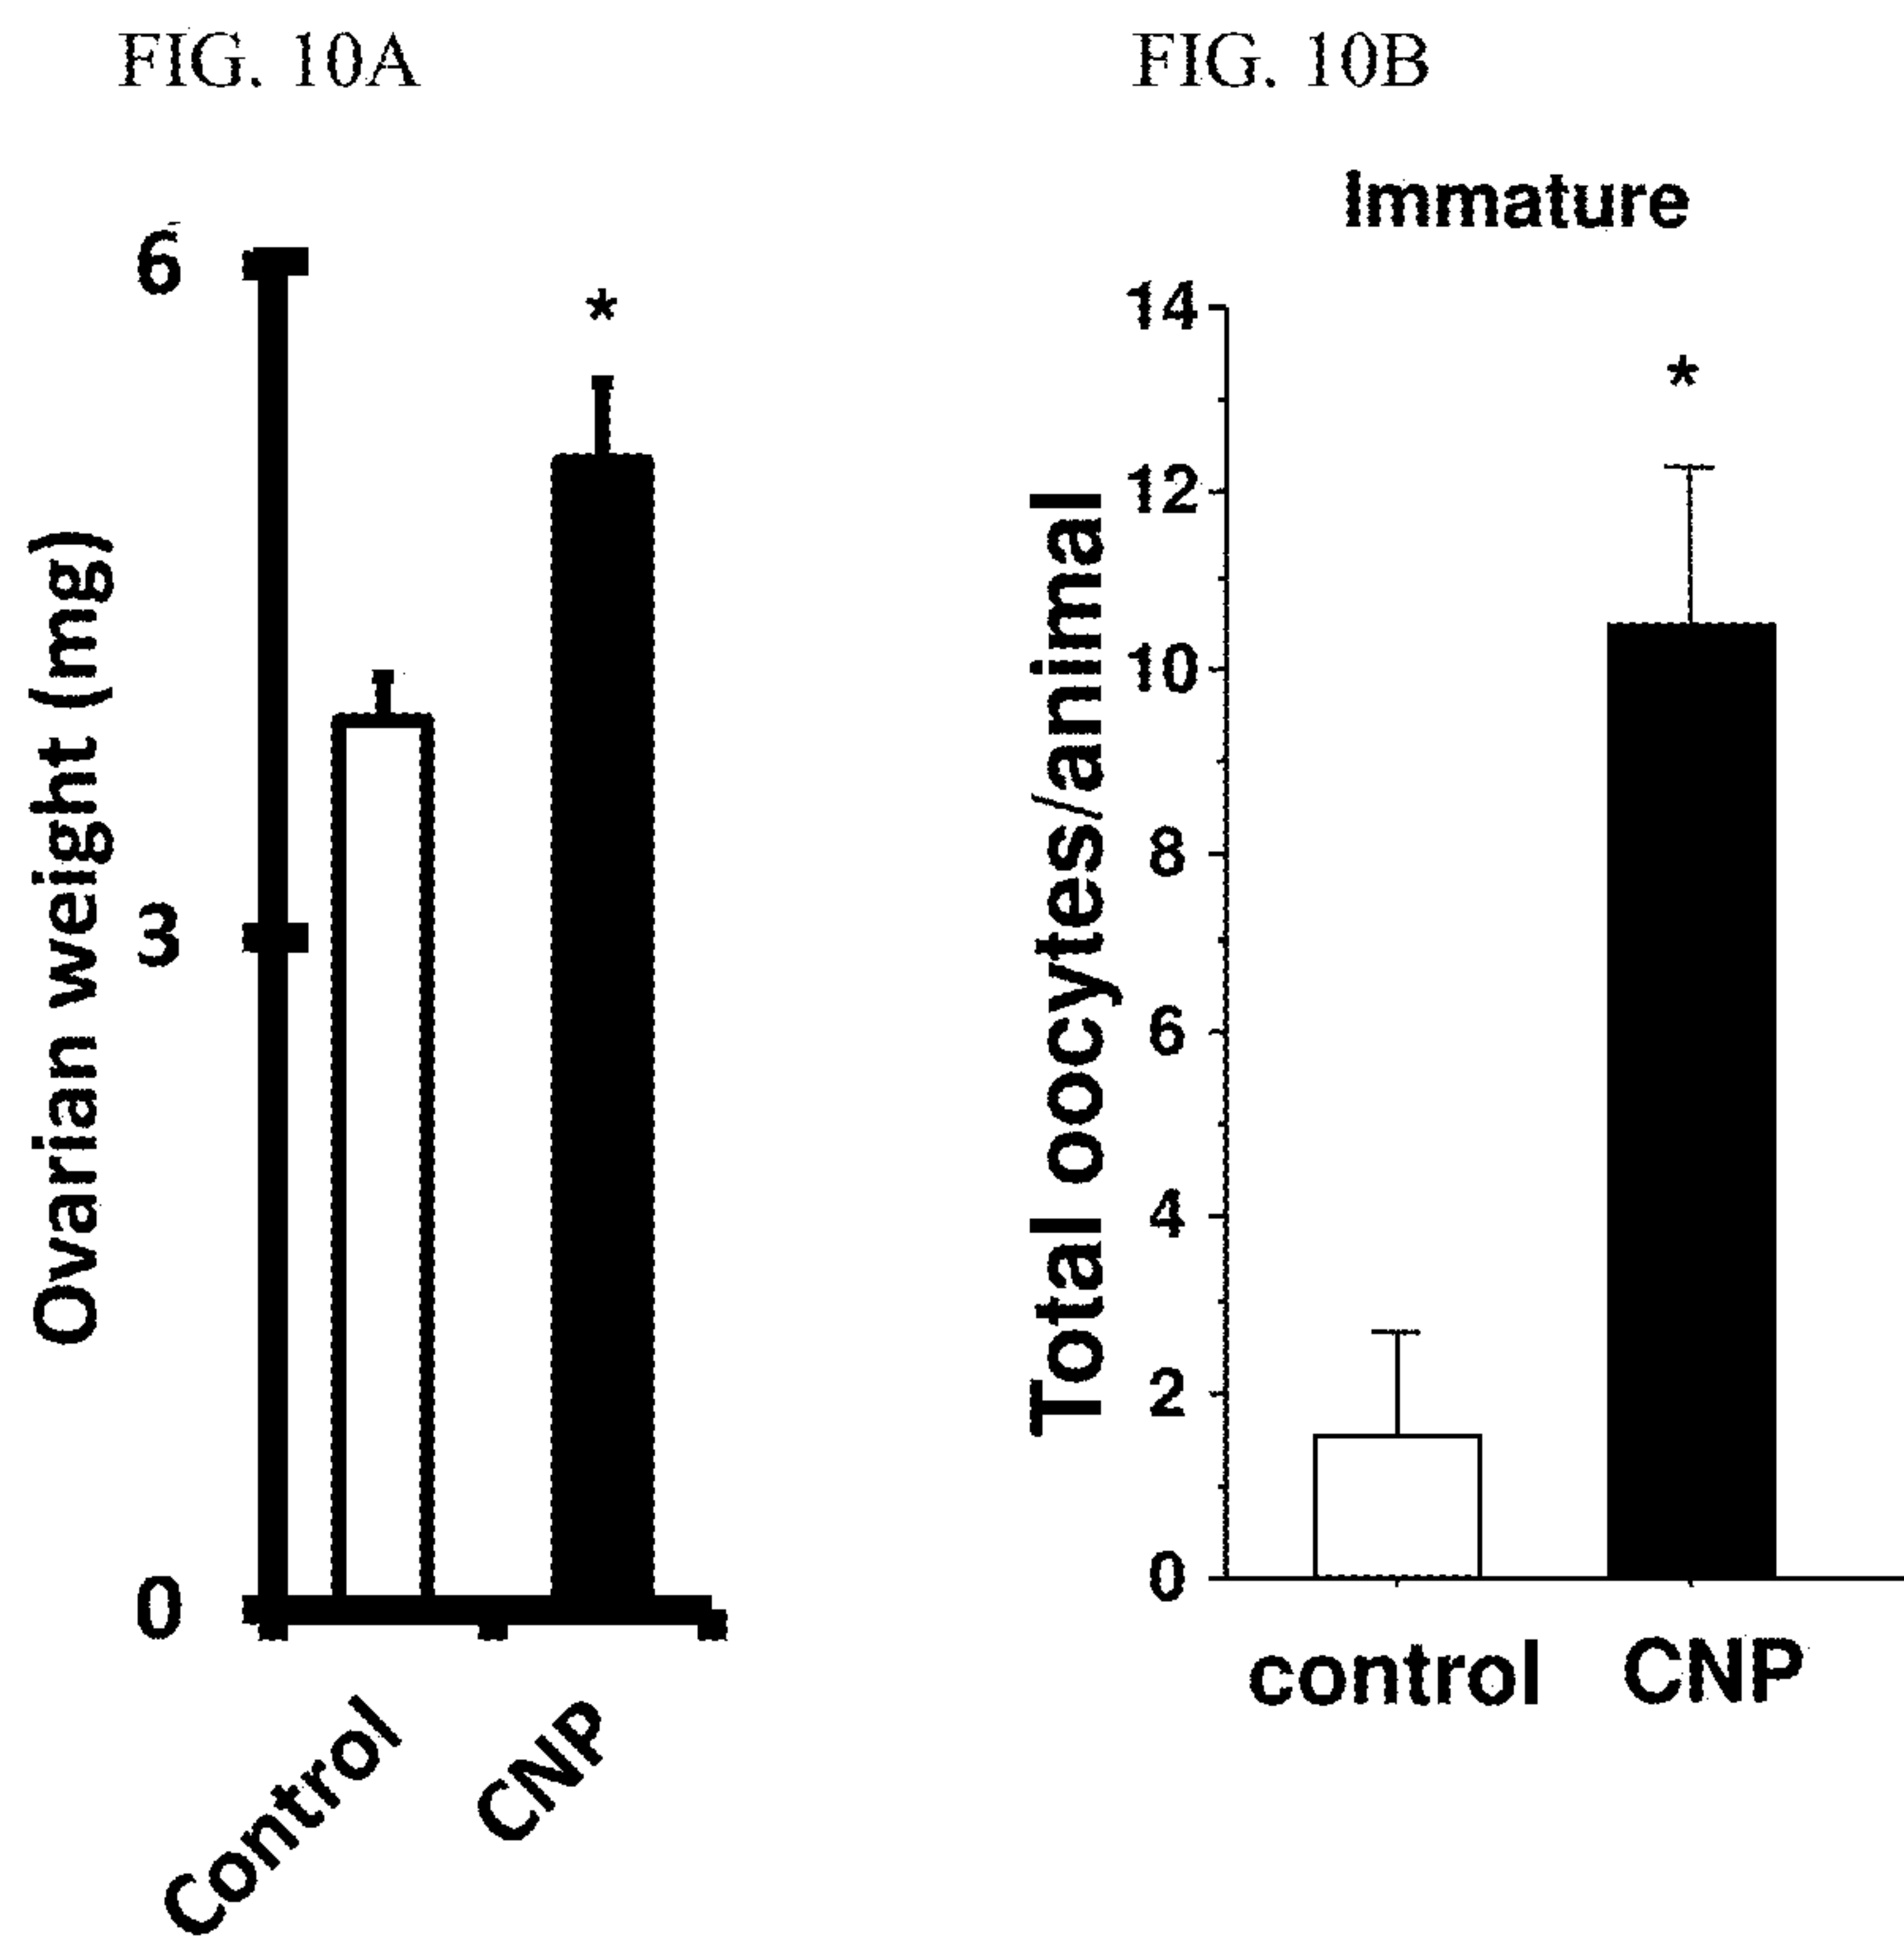 FIG. 10A
Ovarian weight (mg)
6
3
0
*
Control
CNP
FIG. 10B
Immature
Total oocytes/animal
14
12
10
8
6
4
2
0
*
control
CNP